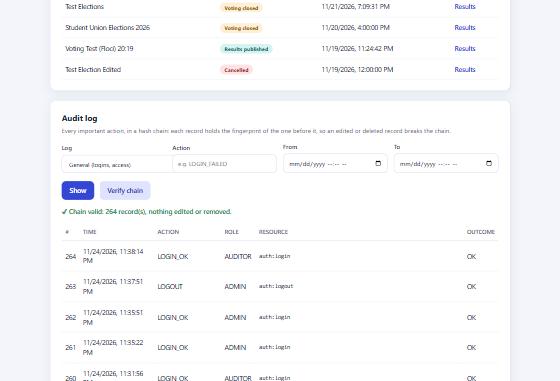 Test Elections Voting closed 11/21/2026, 7:09:31 PM Results
Student Union Elections 2026 Voting closed 11/20/2026, 4:00:00 PM Results
Voting Test (Floci) 20:19 Results published 11/19/2026, 11:24:42 PM Results
Test Election Edited Cancelled 11/19/2026, 12:00:00 PM Results
Audit log
Every important action, in a hash chain: each record holds the fingerprint of the one before it, so an edited or deleted record breaks the chain.
Log Action From To
General (logins, access) e.g. LOGIN_FAILED mm/dd/yyyy --:-- -- mm/dd/yyyy --:-- --
Show Verify chain
✔ Chain valid: 264 record(s), nothing edited or removed.
# TIME ACTION ROLE RESOURCE OUTCOME
264 11/24/2026, 11:38:14 PM LOGIN_OK AUDITOR auth:login OK
263 11/24/2026, 11:37:51 PM LOGOUT ADMIN auth:logout OK
262 11/24/2026, 11:35:51 PM LOGIN_OK ADMIN auth:login OK
261 11/24/2026, 11:35:22 PM LOGIN_OK ADMIN auth:login OK
260 11/24/2026, 11:31:56 LOGIN_OK AUDITOR auth:login OK